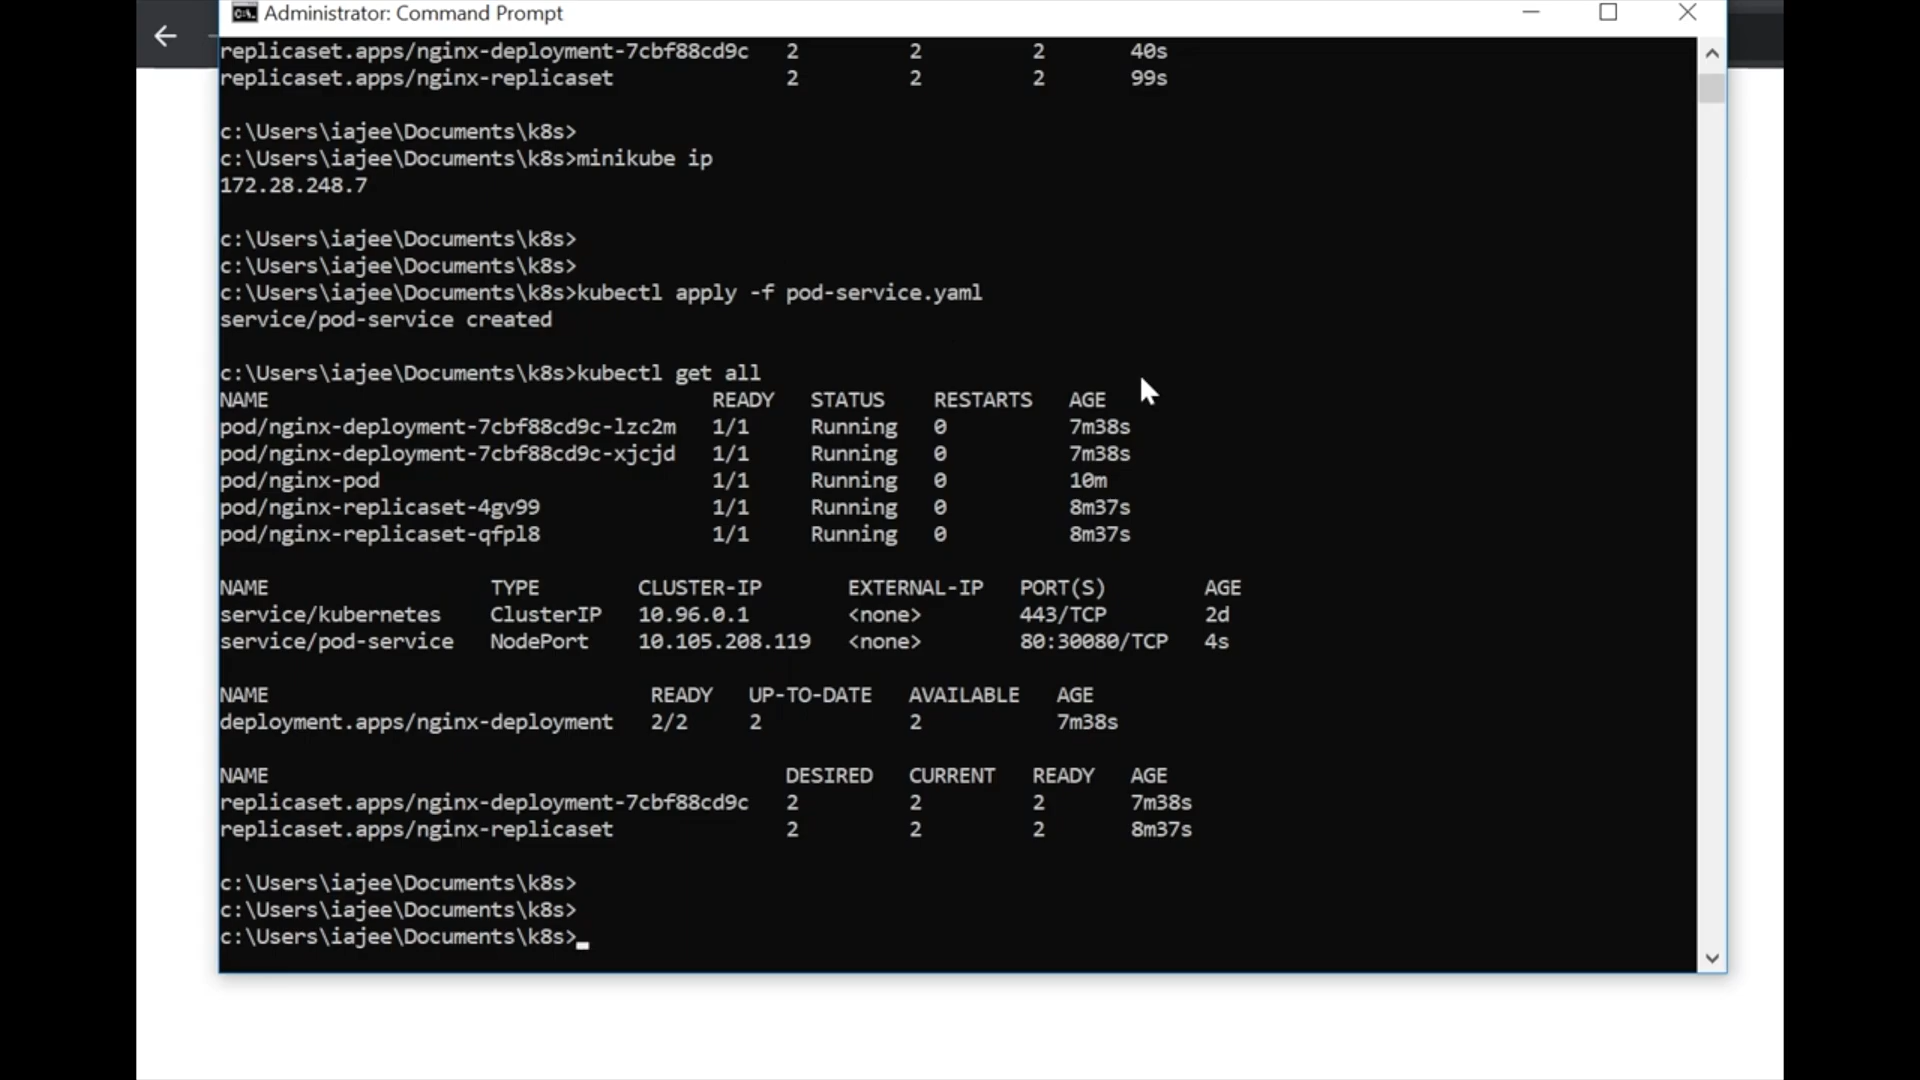 Administrator: Command Prompt
replicaset.apps/nginx-deployment-7cbf88cd9c 2 2 2 40s
replicaset.apps/nginx-replicaset 2 2 2 99s
c:\Users\iajee\Documents\k8s>
c:\Users\iajee\Documents\k8s>minikube ip
172.28.248.7
c:\Users\iajee\Documents\k8s>
c:\Users\iajee\Documents\k8s>
c:\Users\iajee\Documents\k8s>kubectl apply -f pod-service.yaml
service/pod-service created
c:\Users\iajee\Documents\k8s>kubectl get all
NAME READY STATUS RESTARTS AGE
pod/nginx-deployment-7cbf88cd9c-lzc2m 1/1 Running 0 7m38s
pod/nginx-deployment-7cbf88cd9c-xjcjd 1/1 Running 0 7m38s
pod/nginx-pod 1/1 Running 0 10m
pod/nginx-replicaset-4gv99 1/1 Running 0 8m37s
pod/nginx-replicaset-qfpl8 1/1 Running 0 8m37s
NAME TYPE CLUSTER-IP EXTERNAL-IP PORT(S) AGE
service/kubernetes ClusterIP 10.96.0.1 <none> 443/TCP 2d
service/pod-service NodePort 10.105.208.119 <none> 80:30080/TCP 4s
NAME READY UP-TO-DATE AVAILABLE AGE
deployment.apps/nginx-deployment 2/2 2 2 7m38s
NAME DESIRED CURRENT READY AGE
replicaset.apps/nginx-deployment-7cbf88cd9c 2 2 2 7m38s
replicaset.apps/nginx-replicaset 2 2 2 8m37s
c:\Users\iajee\Documents\k8s>
c:\Users\iajee\Documents\k8s>
c:\Users\iajee\Documents\k8s>